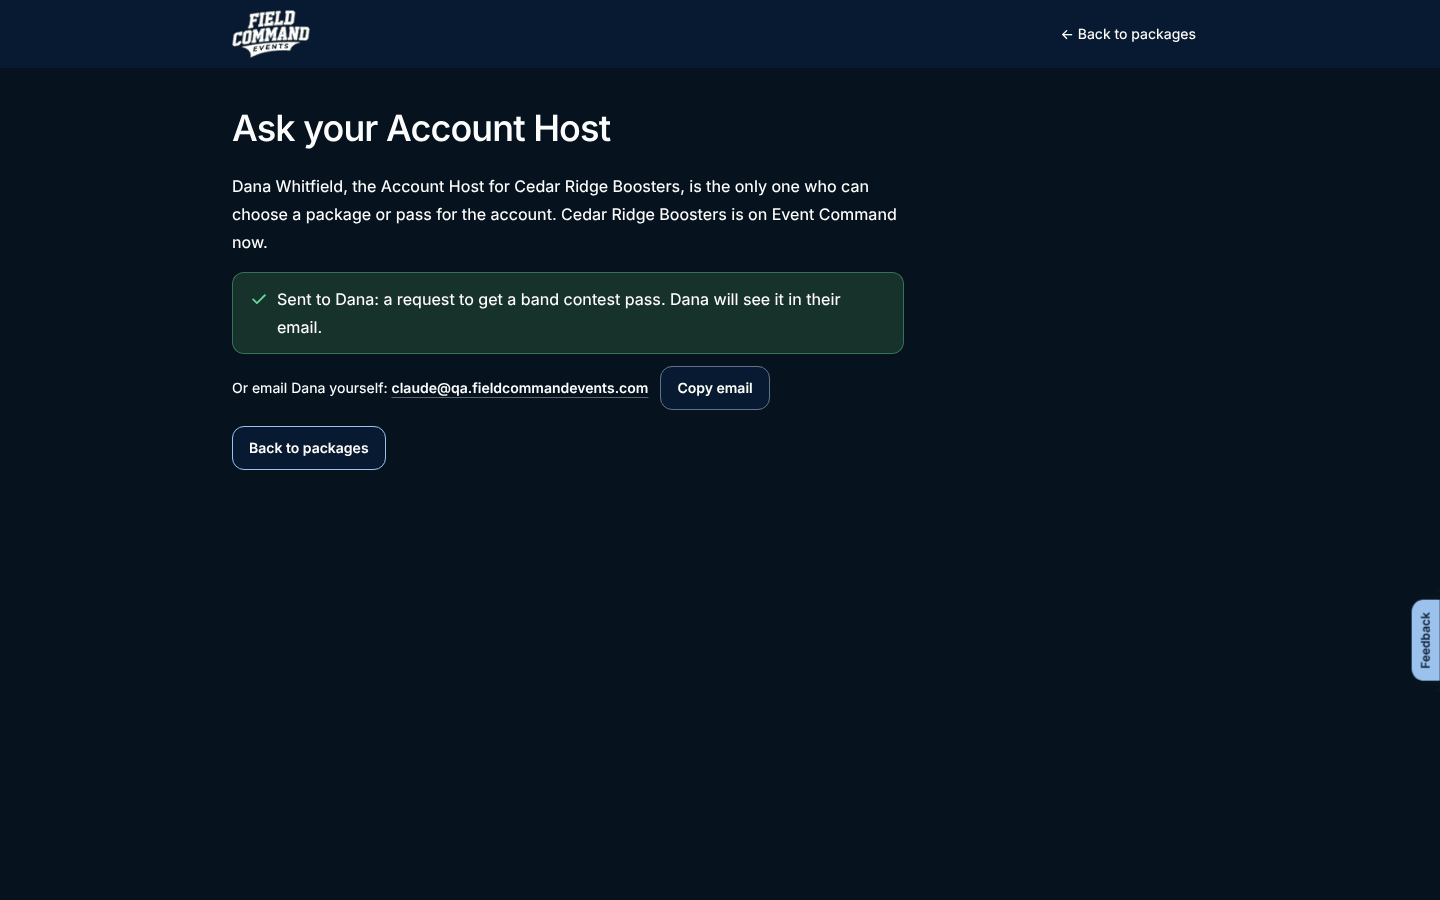 FIELD
COMMAND
EVENTS
← Back to packages
Ask your Account Host
Dana Whitfield, the Account Host for Cedar Ridge Boosters, is the only one who can
choose a package or pass for the account. Cedar Ridge Boosters is on Event Command
now.
Sent to Dana: a request to get a band contest pass. Dana will see it in their
email.
Or email Dana yourself: claude@qa.fieldcommandevents.com Copy email
Back to packages
Feedback